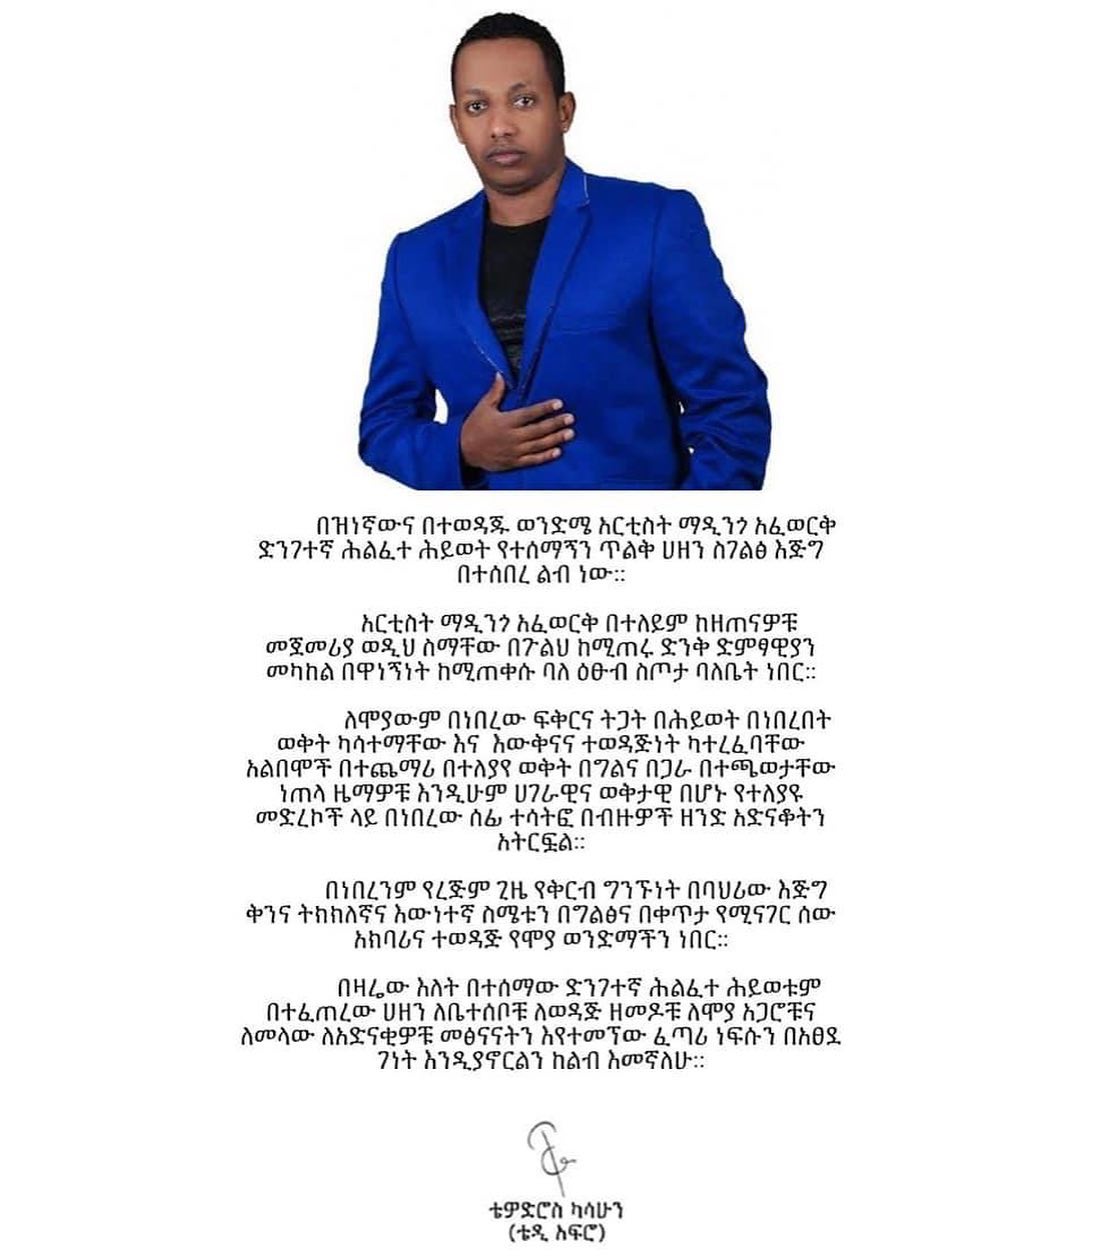 በዝነኛውና በተወዳጁ ወንድሜ አርቲስት ማዲንጎ አፈወርቅ
ድንገተኛ ሕልፈተ ሕይወት የተሰማኝን ጥልቅ ሀዘን ስገልፅ እጅግ
በተሰበረ ልብ ነው።
አርቲስት ማዲንጎ አፈወርቅ በተለይም ከዘጠናዎቹ
መጀመሪያ ወዲህ ስማቸው በጉልህ ከሚጠሩ ድንቅ ድምፃዊያን
መካከል በዋነኝነት ከሚጠቀሱ ባለ ዕፁብ ስጦታ ባለቤት ነበር።
ለሞያውም በነበረው ፍቅርና ትጋት በሕይወት በነበረበት
ወቅት ካሳተማቸው እና እውቅናና ተወዳጅነት ካተረፈባቸው
አልበሞች በተጨማሪ በተለያየ ወቅት በግልና በጋራ በተጫወታቸው
ነጠላ ዜማዎቹ እንዲሁም ሀገራዊና ወቅታዊ በሆኑ የተለያዩ
መድረኮች ላይ በነበረው ሰፊ ተሳትፎ በብዙዎች ዘንድ አድናቆትን
አትርፏል።
በነበረንም የረጅም ጊዜ የቅርብ ግንኙነት በባህሪው እጅግ
ቅንና ትክክለኛና እውነተኛ ስሜቱን በግልፅና በቀጥታ የሚናገር ሰው
አክባሪና ተወዳጅ የሞያ ወንድማችን ነበር።
በዛሬው እለት በተሰማው ድንገተኛ ሕልፈተ ሕይወቱም
በተፈጠረው ሀዘን ለቤተሰቦቹ ለወዳጅ ዘመዶቹ ለሞያ አጋሮቹና
ለመላው ለአድናቂዎቹ መፅናናትን እየተመኘው ፈጣሪ ነፍሱን በአፀደ
ገነት እንዲያኖርልን ከልብ እመኛለሁ።
ቴዎድሮስ ካሳሁን
(ቴዲ አፍሮ)